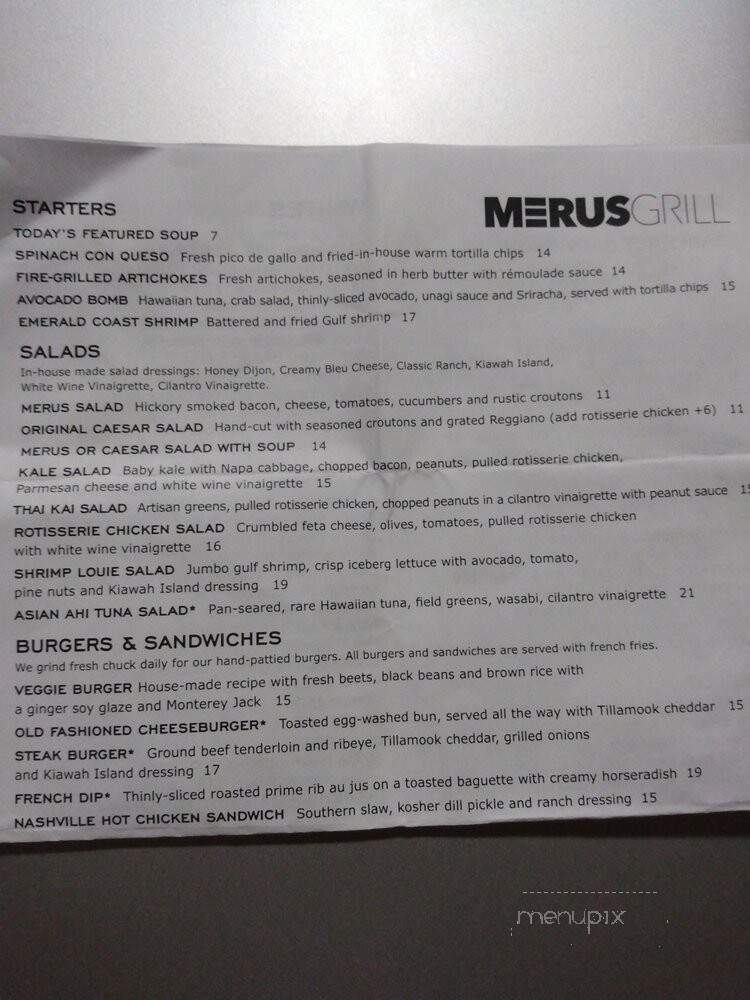 MERUSGRILL
STARTERS
TODAY'S FEATURED SOUP 7
SPINACH CON QUESO Fresh pico de gallo and fried-in-house warm tortilla chips 14
FIRE-GRILLED ARTICHOKES Fresh artichokes, seasoned in herb butter with rémoulade sauce 14
AVOCADO BOMB Hawaiian tuna, crab salad, thinly-sliced avocado, unagi sauce and Sriracha, served with tortilla chips 15
EMERALD COAST SHRIMP Battered and fried Gulf shrimp 17
SALADS
In-house made salad dressings: Honey Dijon, Creamy Bleu Cheese, Classic Ranch, Kiawah Island,
White Wine Vinaigrette, Cilantro Vinaigrette.
MERUS SALAD Hickory smoked bacon, cheese, tomatoes, cucumbers and rustic croutons 11
ORIGINAL CAESAR SALAD Hand-cut with seasoned croutons and grated Reggiano (add rotisserie chicken +6) 11
MERUS OR CAESAR SALAD WITH SOUP 14
KALE SALAD Baby kale with Napa cabbage, chopped bacon, peanuts, pulled rotisserie chicken,
Parmesan cheese and white wine vinaigrette 15
THAI KAI SALAD Artisan greens, pulled rotisserie chicken, chopped peanuts in a cilantro vinaigrette with peanut sauce 15
ROTISSERIE CHICKEN SALAD Crumbled feta cheese, olives, tomatoes, pulled rotisserie chicken
with white wine vinaigrette 16
SHRIMP LOUIE SALAD Jumbo gulf shrimp, crisp iceberg lettuce with avocado, tomato,
pine nuts and Kiawah Island dressing 19
ASIAN AHI TUNA SALAD* Pan-seared, rare Hawaiian tuna, field greens, wasabi, cilantro vinaigrette 21
BURGERS & SANDWICHES
We grind fresh chuck daily for our hand-pattied burgers. All burgers and sandwiches are served with french fries.
VEGGIE BURGER House-made recipe with fresh beets, black beans and brown rice with
a ginger soy glaze and Monterey Jack 15
OLD FASHIONED CHEESEBURGER* Toasted egg-washed bun, served all the way with Tillamook cheddar 15
STEAK BURGER* Ground beef tenderloin and ribeye, Tillamook cheddar, grilled onions
and Kiawah Island dressing 17
FRENCH DIP* Thinly-sliced roasted prime rib au jus on a toasted baguette with creamy horseradish 19
NASHVILLE HOT CHICKEN SANDWICH Southern slaw, kosher dill pickle and ranch dressing 15
menupix